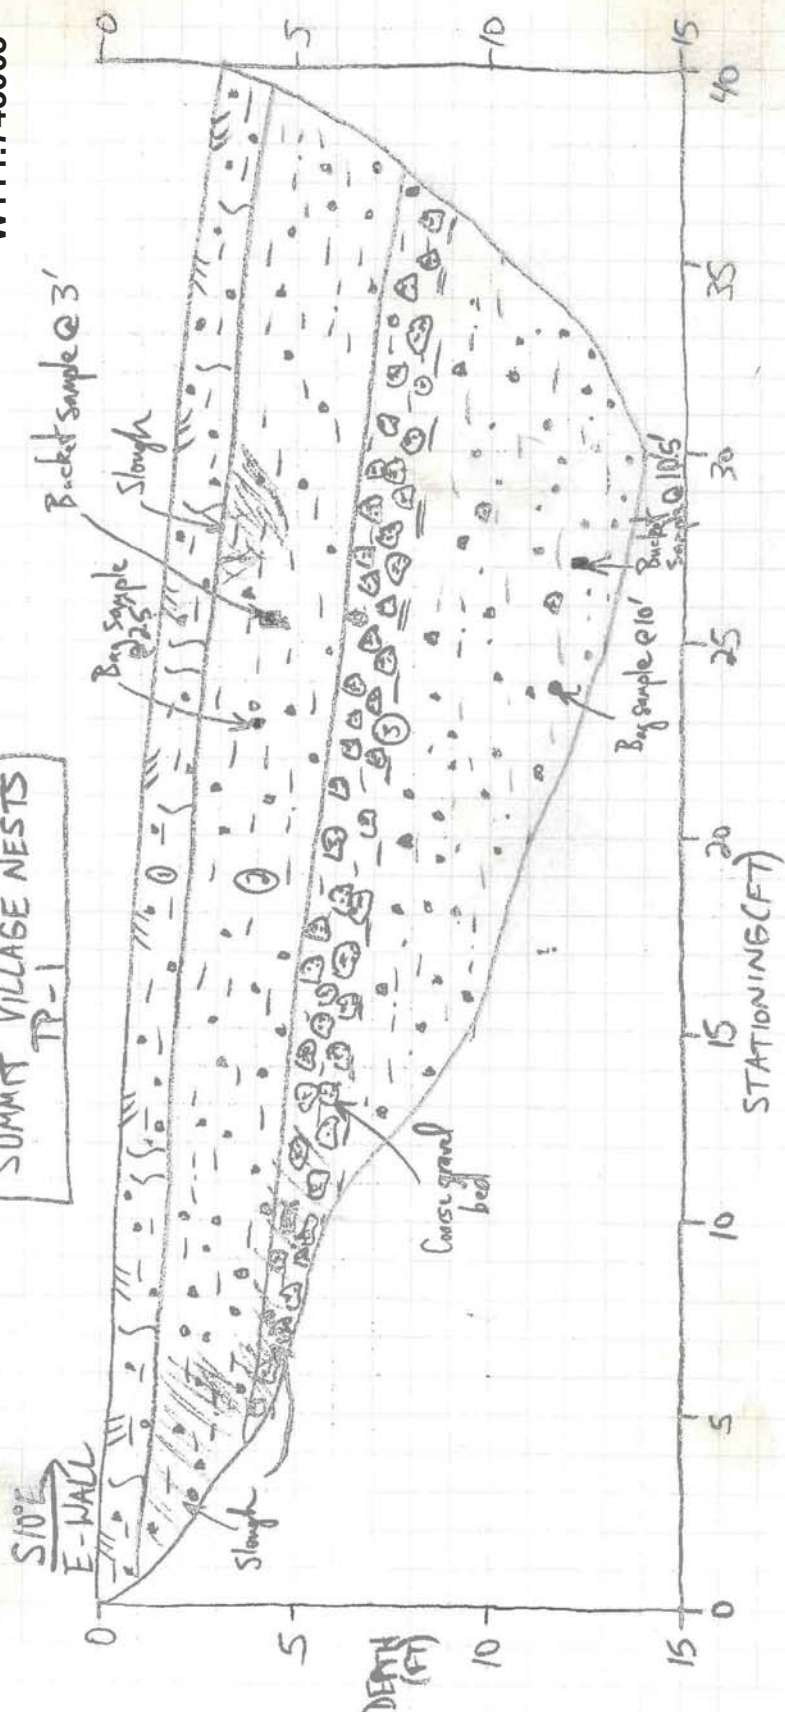 SUMMIT VILLAGE NESTS
TP-1
S10°E
E-WALL
Bucket Sample @ 3'
Slough
Bag Sample
①
②
③
Slough
Coarse gravel
bed
Bag Sample @ 10'
Bucket
Sample @ 10.5'
DEPTH
(FT)
0
5
10
15
0
5
10
15
0
5
10
15
20
25
30
35
40
STATIONING (FT)